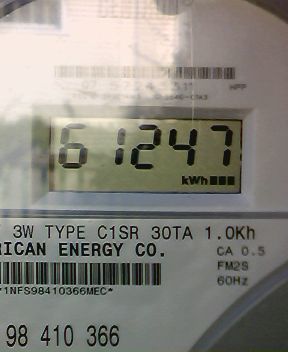 HPP
61247
kWh
3W TYPE C1SR 30TA 1.0Kh
RICAN ENERGY CO.
CA 0.5
FM2S
60Hz
*1NFS98410366MEC*
98 410 366